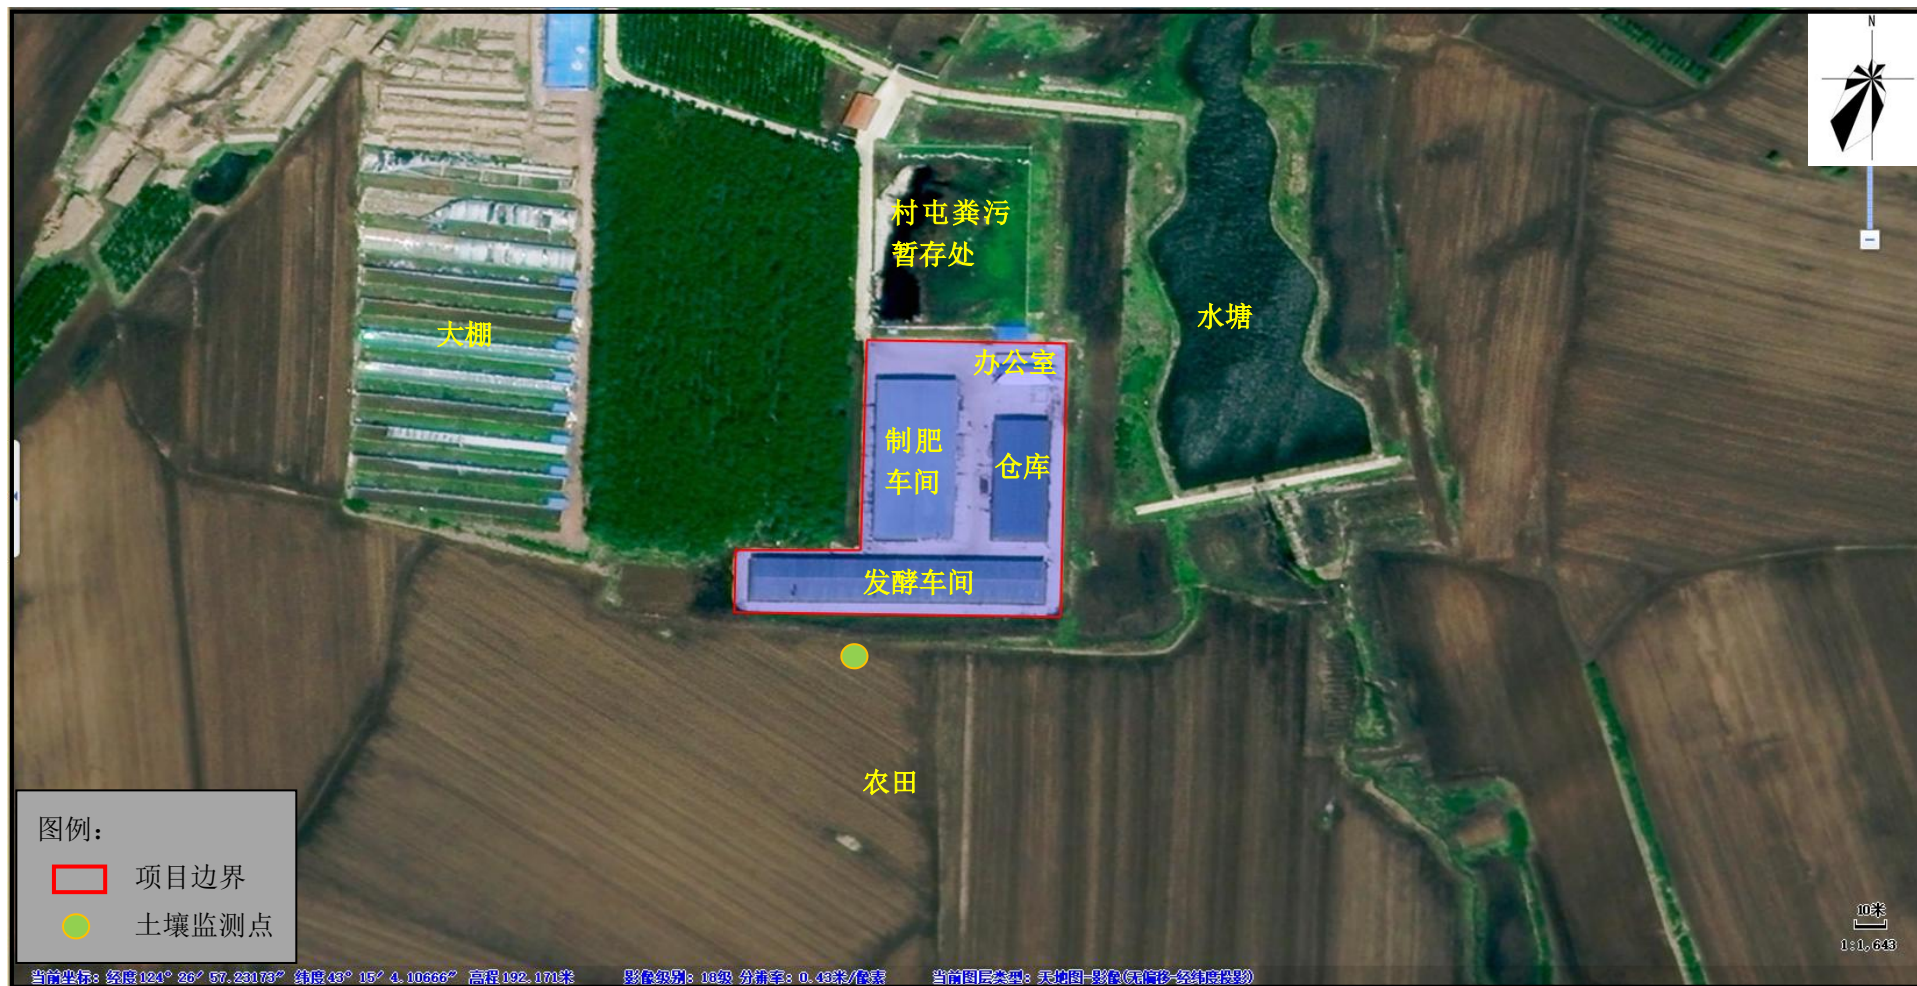 N
村屯粪污
暂存处
水塘
大棚
办公室
制肥
车间
仓库
发酵车间
农田
图例：
项目边界
土壤监测点
10米
1:1,643
当前坐标: 经度124° 26′ 57.23173″ 纬度43° 15′ 4.10666″ 高程192.171米 影像级别: 18级 分辨率: 0.43米/像素 当前图层类型: 天地图-影像(无偏移-经纬度投影)